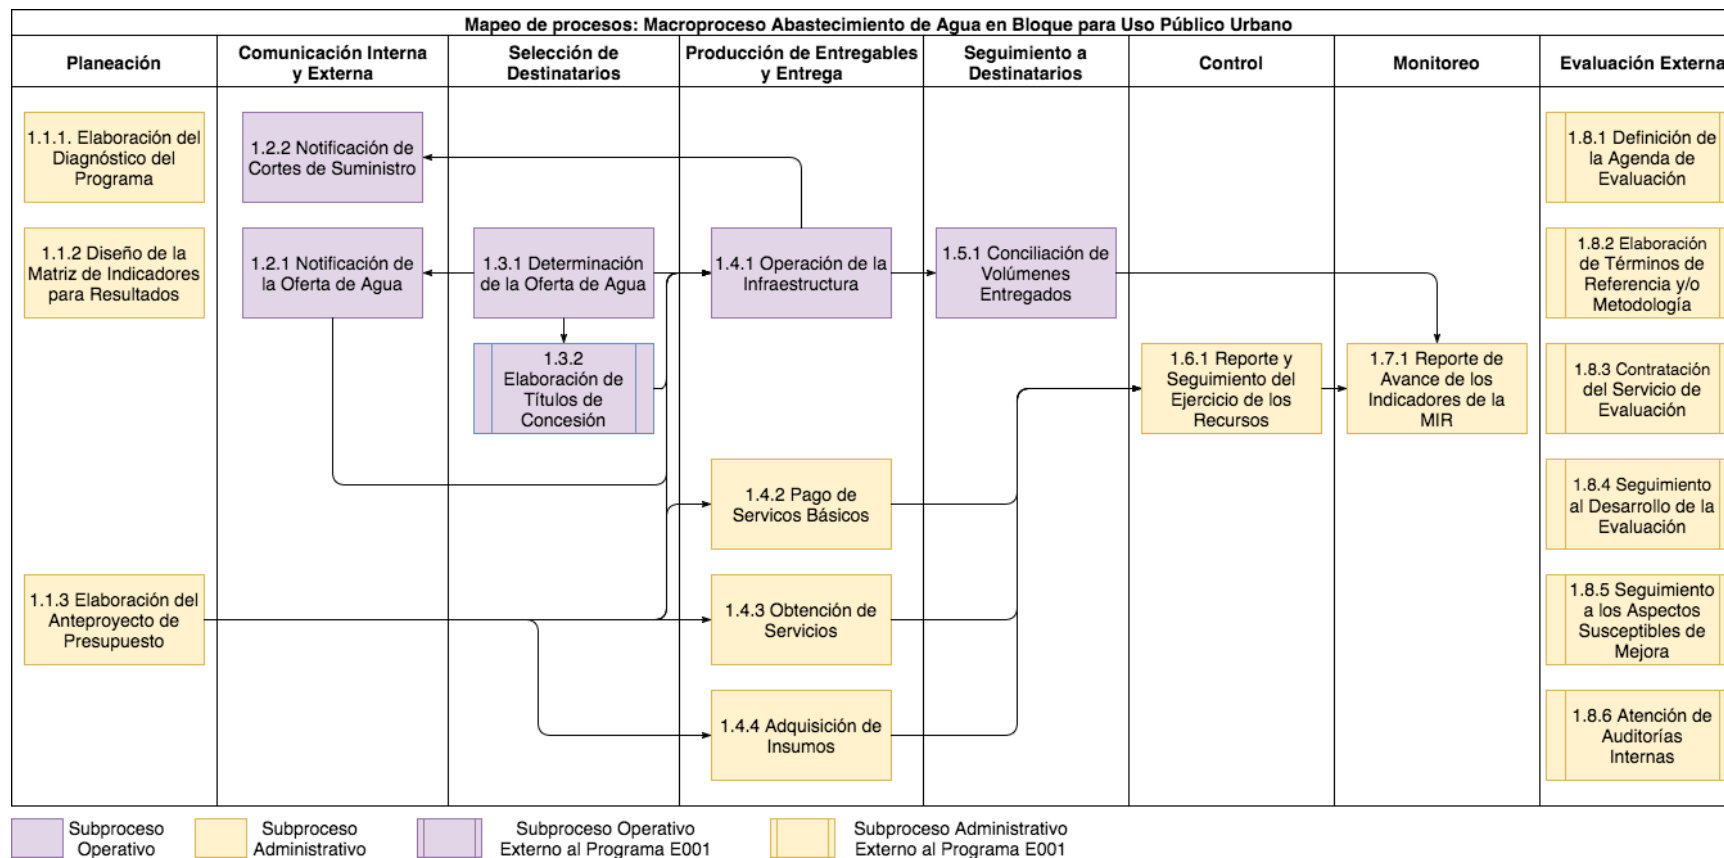 Mapeo de procesos: Macroproceso Abastecimiento de Agua en Bloque para Uso Público Urbano
Planeación
Comunicación Interna
y Externa
Selección de
Destinatarios
Producción de Entregables
y Entrega
Seguimiento a
Destinatarios
Control
Monitoreo
Evaluación Externa
1.1.1. Elaboración del
Diagnóstico del
Programa
1.1.2 Diseño de la
Matriz de Indicadores
para Resultados
1.1.3 Elaboración del
Anteproyecto de
Presupuesto
1.2.2 Notificación de
Cortes de Suministro
1.2.1 Notificación de
la Oferta de Agua
1.3.1 Determinación
de la Oferta de Agua
1.3.2
Elaboración de
Títulos de
Concesión
1.4.1 Operación de la
Infraestructura
1.4.2 Pago de
Servicos Básicos
1.4.3 Obtención de
Servicios
1.4.4 Adquisición de
Insumos
1.5.1 Conciliación de
Volúmenes
Entregados
1.6.1 Reporte y
Seguimiento del
Ejercicio de los
Recursos
1.7.1 Reporte de
Avance de los
Indicadores de la
MIR
1.8.1 Definición de
la Agenda de
Evaluación
1.8.2 Elaboración
de Términos de
Referencia y/o
Metodología
1.8.3 Contratación
del Servicio de
Evaluación
1.8.4 Seguimiento
al Desarrollo de la
Evaluación
1.8.5 Seguimiento
a los Aspectos
Susceptibles de
Mejora
1.8.6 Atención de
Auditorías
Internas
Subproceso
Operativo
Subproceso
Administrativo
Subproceso Operativo
Externo al Programa E001
Subproceso Administrativo
Externo al Programa E001